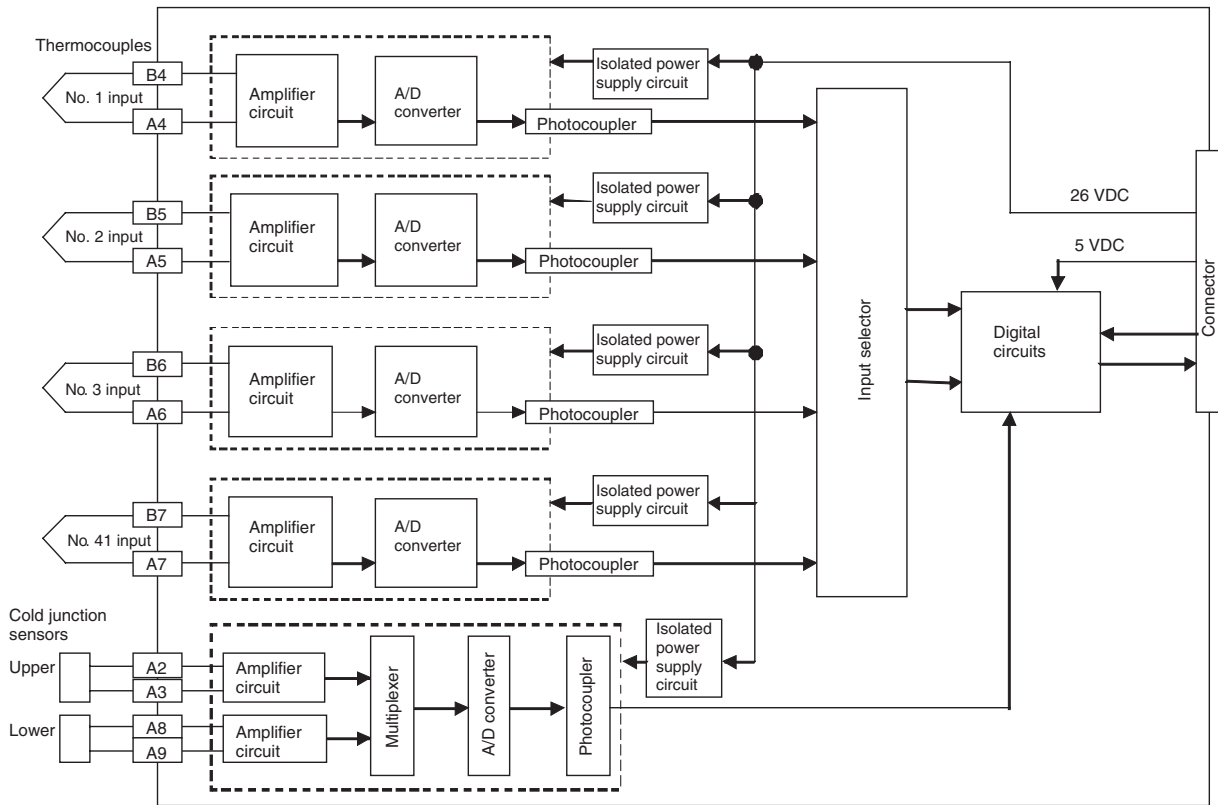 Thermocouples
B4
No. 1 input
A4
Amplifier
circuit
A/D
converter
Photocoupler
Isolated power
supply circuit
B5
No. 2 input
A5
Amplifier
circuit
A/D
converter
Photocoupler
Isolated power
supply circuit
B6
No. 3 input
A6
Amplifier
circuit
A/D
converter
Photocoupler
Isolated power
supply circuit
B7
No. 41 input
A7
Amplifier
circuit
A/D
converter
Photocoupler
Isolated power
supply circuit
Input selector
26 VDC
5 VDC
Digital
circuits
Connector
Cold junction
sensors
Upper
A2
A3
Amplifier
circuit
Lower
A8
A9
Amplifier
circuit
Multiplexer
A/D converter
Photocoupler
Isolated
power
supply
circuit